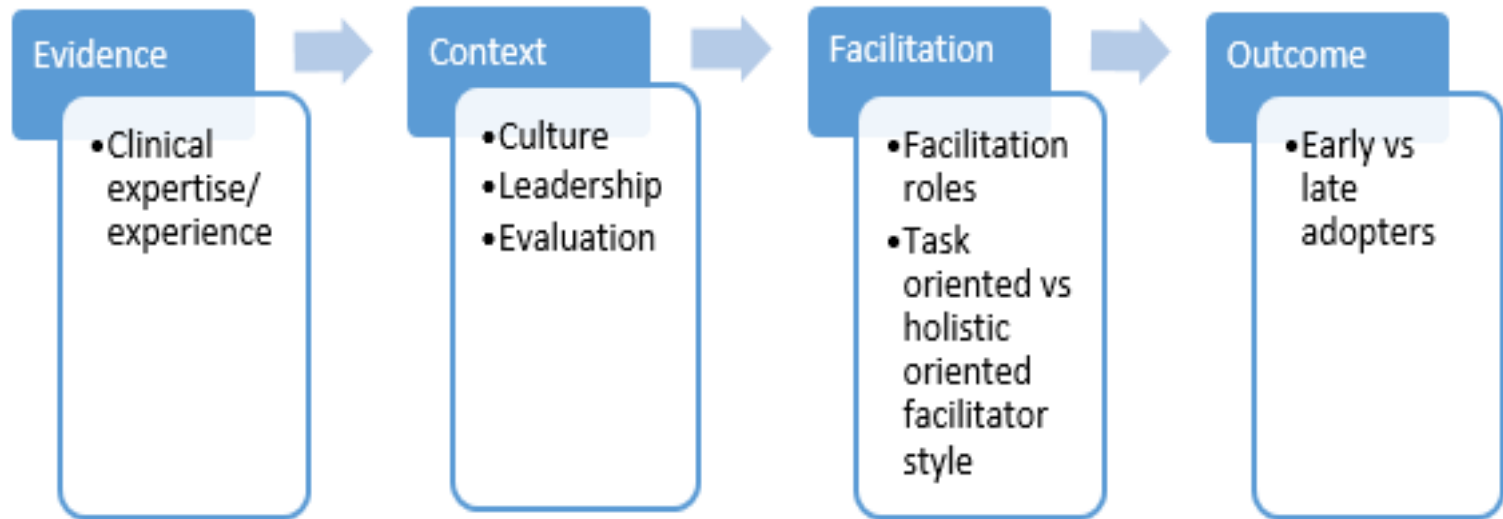 Evidence
•Clinical
expertise/
experience
Context
•Culture
•Leadership
•Evaluation
Facilitation
•Facilitation
roles
•Task
oriented vs
holistic
oriented
facilitator
style
Outcome
•Early vs
late
adopters